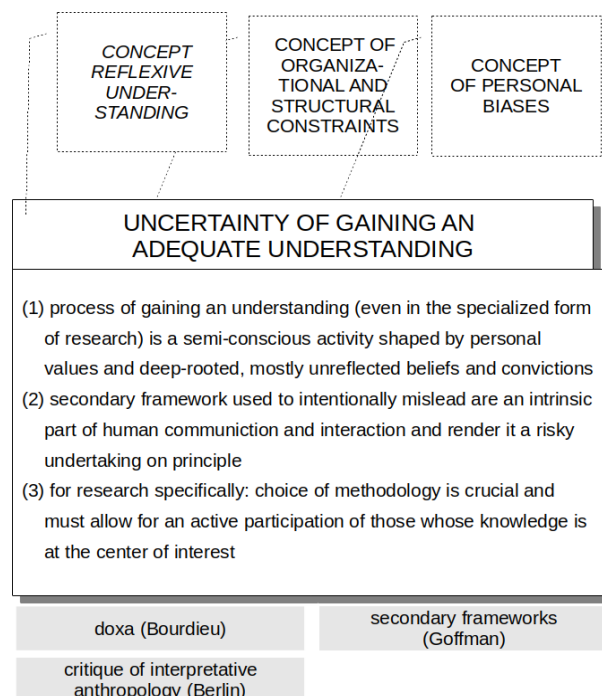 CONCEPT
REFLEXIVE
UNDER-
STANDING
CONCEPT OF
ORGANIZA-
TIONAL AND
STRUCTURAL
CONSTRAINTS
CONCEPT
OF PERSONAL
BIASES
UNCERTAINTY OF GAINING AN
ADEQUATE UNDERSTANDING
(1) process of gaining an understanding (even in the specialized form
of research) is a semi-conscious activity shaped by personal
values and deep-rooted, mostly unreflected beliefs and convictions
(2) secondary framework used to intentionally mislead are an intrinsic
part of human communiction and interaction and render it a risky
undertaking on principle
(3) for research specifically: choice of methodology is crucial and
must allow for an active participation of those whose knowledge is
at the center of interest
doxa (Bourdieu)
secondary frameworks
(Goffman)
critique of interpretative
anthropology (Berlin)